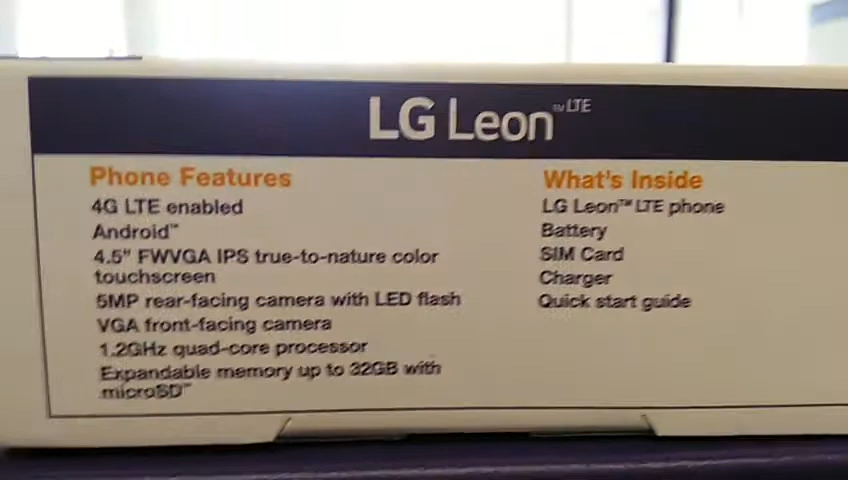 LG Leon™ LTE
Phone Features
4G LTE enabled
Android™
4.5" FWVGA IPS true-to-nature color
touchscreen
5MP rear-facing camera with LED flash
VGA front-facing camera
1.2GHz quad-core processor
Expandable memory up to 32GB with
microSD™
What's Inside
LG Leon™ LTE phone
Battery
SIM Card
Charger
Quick start guide